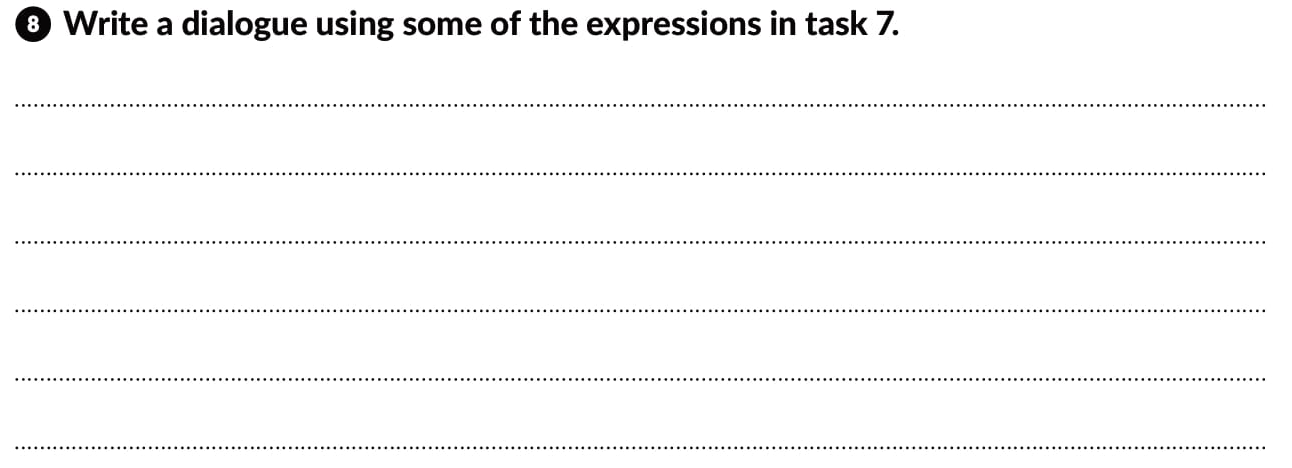 8 Write a dialogue using some of the expressions in task 7.